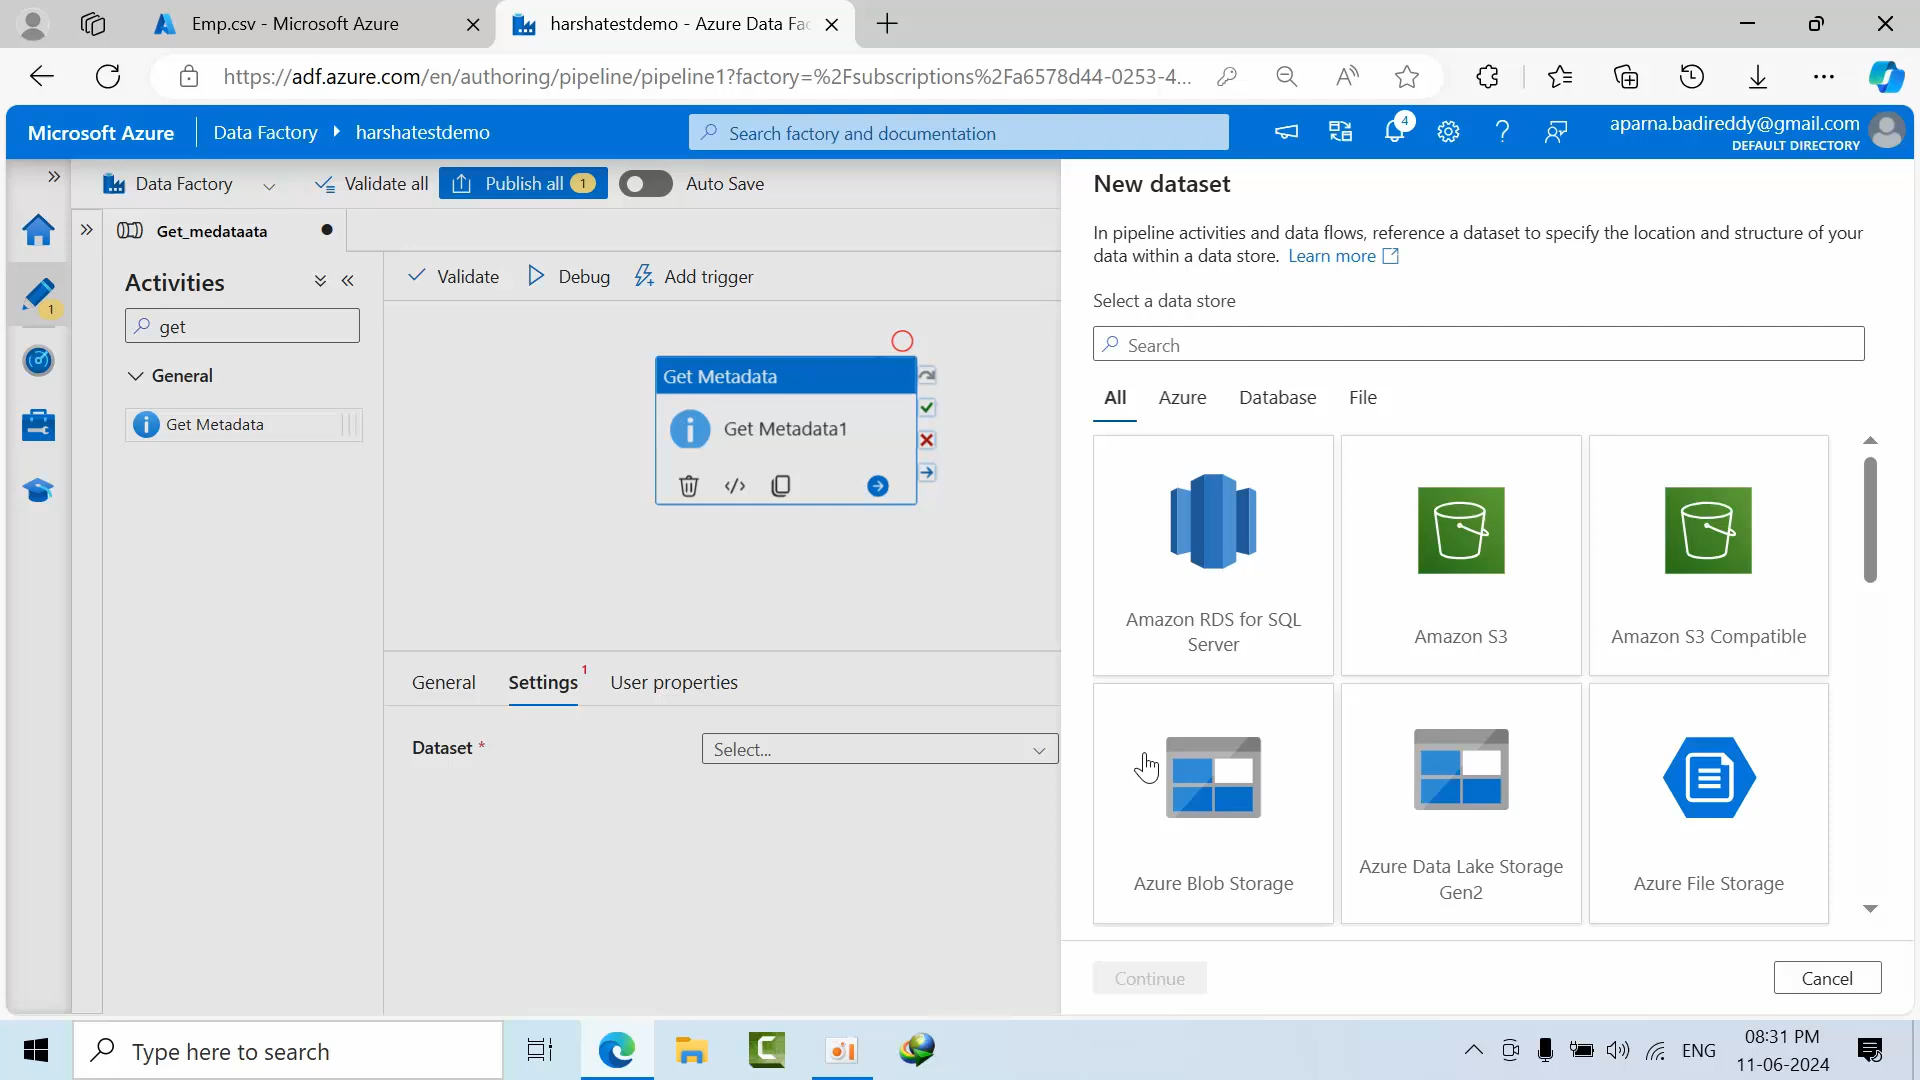 Emp.csv - Microsoft Azure
harshatestdemo - Azure Data Fac
https://adf.azure.com/en/authoring/pipeline/pipeline1?factory=%2Fsubscriptions%2Fa6578d44-0253-4...
Microsoft Azure
Data Factory
harshatestdemo
Search factory and documentation
4
aparna.badireddy@gmail.com
DEFAULT DIRECTORY
Data Factory
Validate all
Publish all 1
Auto Save
Get_medataata
1
Activities
get
General
Get Metadata
Validate
Debug
Add trigger
Get Metadata
Get Metadata1
General
Settings 1
User properties
Dataset *
Select...
New dataset
In pipeline activities and data flows, reference a dataset to specify the location and structure of your
data within a data store. Learn more
Select a data store
Search
All
Azure
Database
File
Amazon RDS for SQL
Server
Amazon S3
Amazon S3 Compatible
Azure Blob Storage
Azure Data Lake Storage
Gen2
Azure File Storage
Continue
Cancel
Type here to search
ENG
08:31 PM
11-06-2024